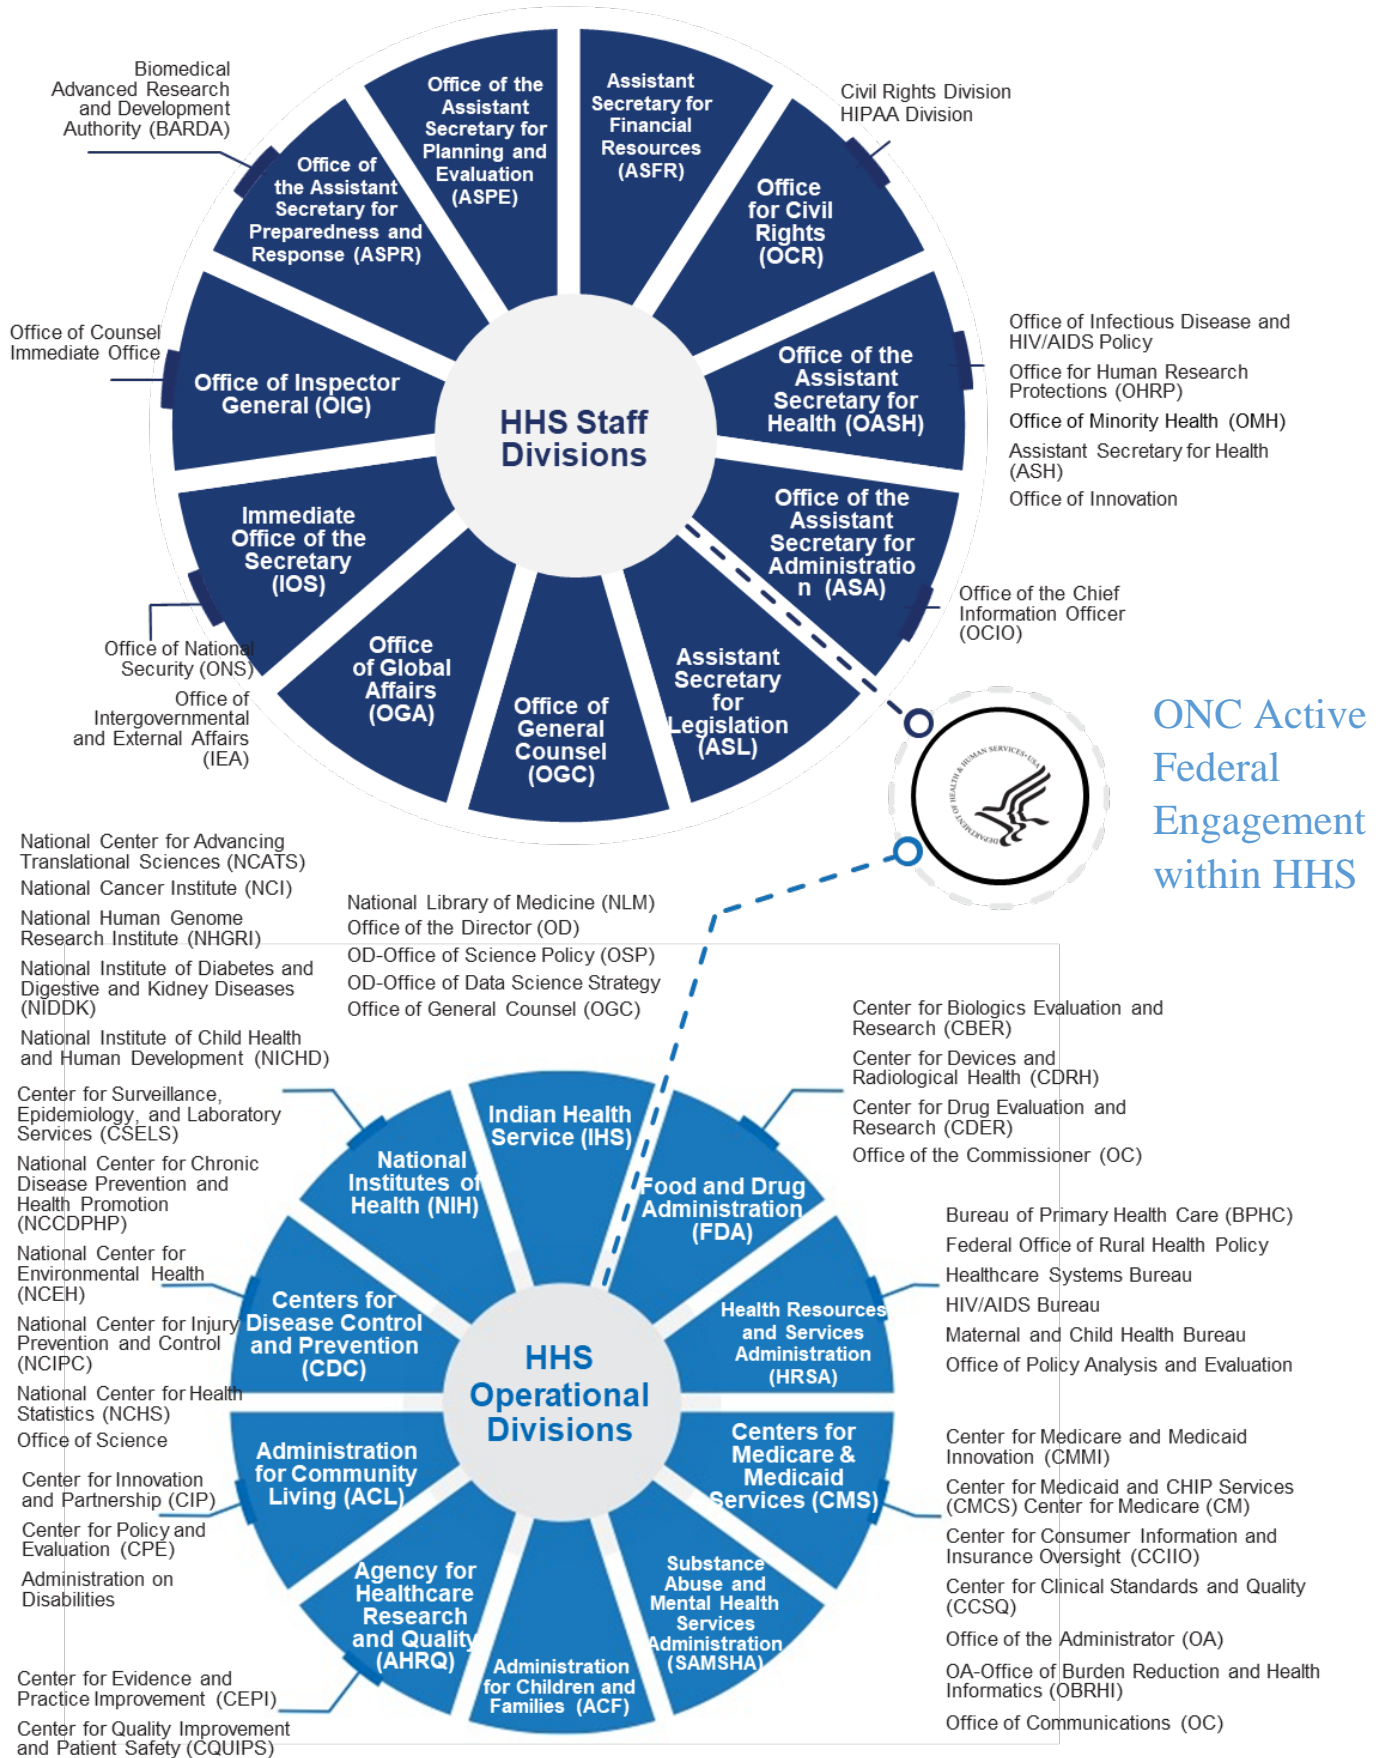 Biomedical
Advanced Research
and Development
Authority (BARDA)
Office of the
Assistant
Secretary for
Planning and
Evaluation
(ASPE)
Assistant
Secretary for
Financial
Resources
(ASFR)
Civil Rights Division
HIPAA Division
Office of
the Assistant
Secretary for
Preparedness and
Response (ASPR)
Office
for Civil
Rights
(OCR)
Office of Counsel
Immediate Office
Office of Inspector
General (OIG)
HHS Staff
Divisions
Office of the
Assistant
Secretary for
Health (OASH)
Office of Infectious Disease and
HIV/AIDS Policy
Office for Human Research
Protections (OHRP)
Office of Minority Health (OMH)
Assistant Secretary for Health
(ASH)
Office of Innovation
Immediate
Office of the
Secretary
(IOS)
Office of the
Assistant
Secretary for
Administratio
n (ASA)
Office of the Chief
Information Officer
(OCIO)
Office of National
Security (ONS)
Office of
Intergovernmental
and External Affairs
(IEA)
Office
of Global
Affairs
(OGA)
Office of
General
Counsel
(OGC)
Assistant
Secretary
for
Legislation
(ASL)
DEPARTMENT OF HEALTH & HUMAN SERVICES • USA
ONC Active
Federal
Engagement
within HHS
National Center for Advancing
Translational Sciences (NCATS)
National Cancer Institute (NCI)
National Human Genome
Research Institute (NHGRI)
National Institute of Diabetes and
Digestive and Kidney Diseases
(NIDDK)
National Institute of Child Health
and Human Development (NICHD)
National Library of Medicine (NLM)
Office of the Director (OD)
OD-Office of Science Policy (OSP)
OD-Office of Data Science Strategy
Office of General Counsel (OGC)
Center for Biologics Evaluation and
Research (CBER)
Center for Devices and
Radiological Health (CDRH)
Center for Drug Evaluation and
Research (CDER)
Office of the Commissioner (OC)
Center for Surveillance,
Epidemiology, and Laboratory
Services (CSELS)
National Center for Chronic
Disease Prevention and
Health Promotion
(NCCDPHP)
National Center for
Environmental Health
(NCEH)
National Center for Injury
Prevention and Control
(NCIPC)
National Center for Health
Statistics (NCHS)
Office of Science
Indian Health
Service (IHS)
National
Institutes of
Health (NIH)
Food and Drug
Administration
(FDA)
Bureau of Primary Health Care (BPHC)
Federal Office of Rural Health Policy
Healthcare Systems Bureau
HIV/AIDS Bureau
Maternal and Child Health Bureau
Office of Policy Analysis and Evaluation
Centers for
Disease Control
and Prevention
(CDC)
Health Resources
and Services
Administration
(HRSA)
HHS
Operational
Divisions
Administration
for Community
Living (ACL)
Centers for
Medicare &
Medicaid
Services (CMS)
Center for Medicare and Medicaid
Innovation (CMMI)
Center for Medicaid and CHIP Services
(CMCS) Center for Medicare (CM)
Center for Consumer Information and
Insurance Oversight (CCIIO)
Center for Clinical Standards and Quality
(CCSQ)
Office of the Administrator (OA)
OA-Office of Burden Reduction and Health
Informatics (OBRHI)
Office of Communications (OC)
Center for Innovation
and Partnership (CIP)
Center for Policy and
Evaluation (CPE)
Administration on
Disabilities
Agency for
Healthcare
Research
and Quality
(AHRQ)
Substance
Abuse and
Mental Health
Services
Administration
(SAMSHA)
Administration
for Children and
Families (ACF)
Center for Evidence and
Practice Improvement (CEPI)
Center for Quality Improvement
and Patient Safety (CQUIPS)